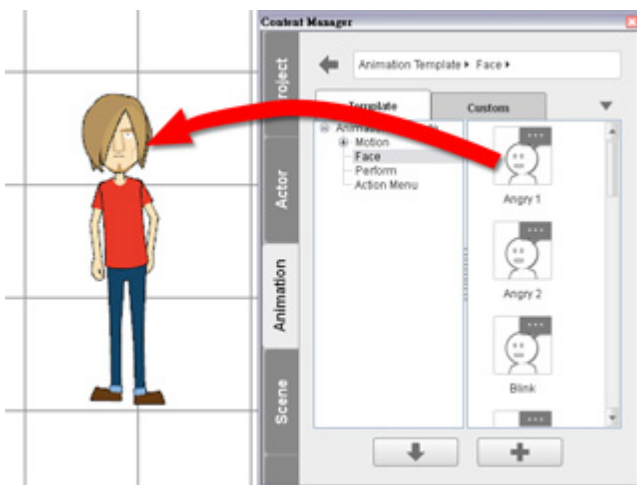 Content Manager
Project
Actor
Animation
Scene
Animation Template ▸ Face ▸
Template
Custom
Motion
Face
Perform
Action Menu
Angry 1
Angry 2
Blink